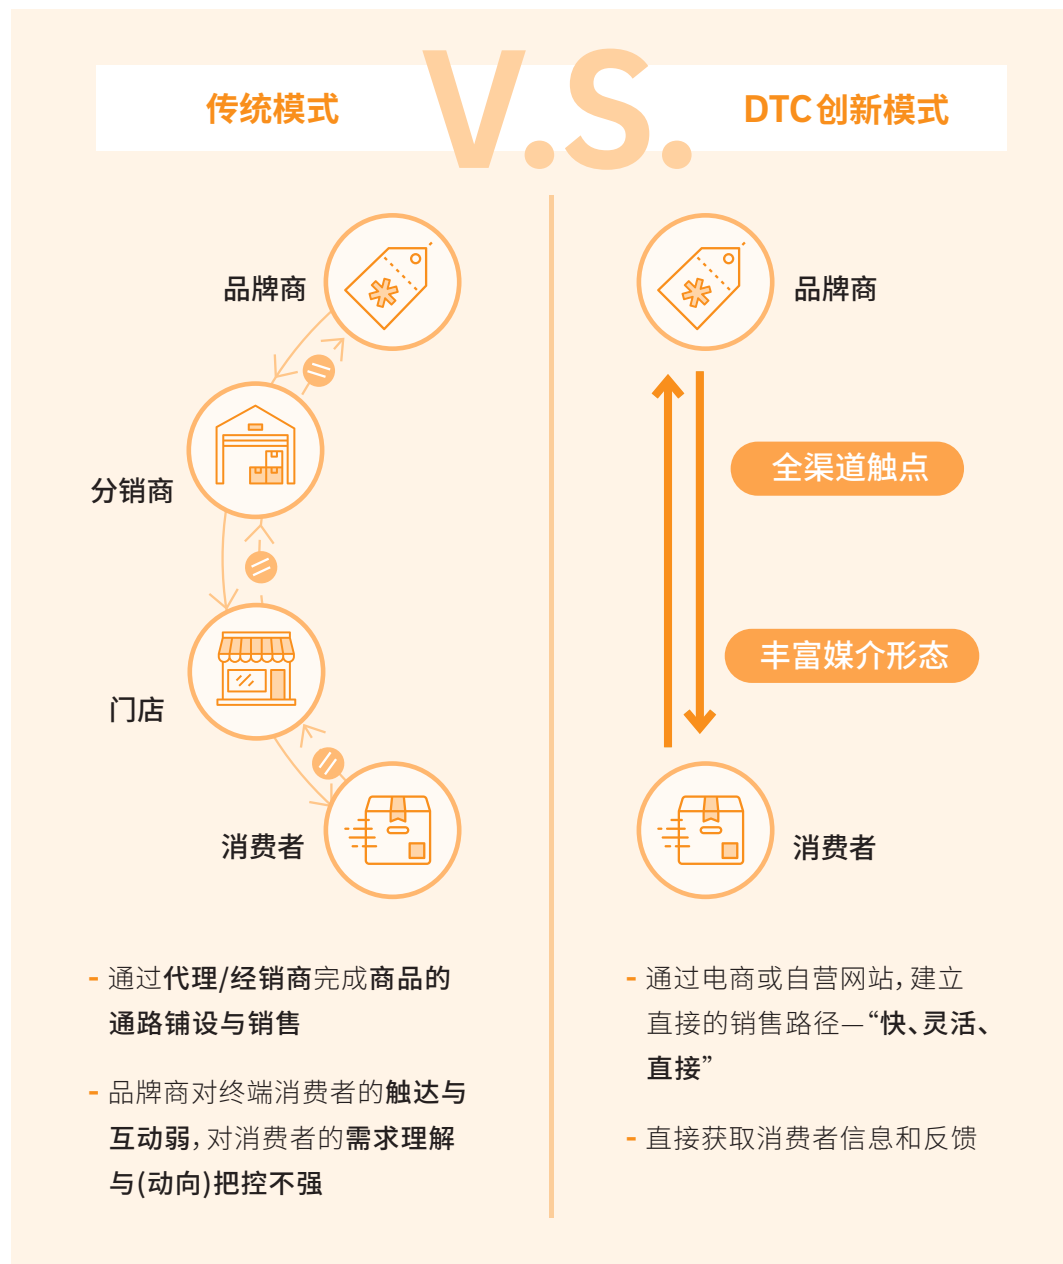 传统模式
V.S.
DTC创新模式
品牌商
分销商
门店
消费者
品牌商
全渠道触点
丰富媒介形态
消费者
- 通过代理/经销商完成商品的
通路铺设与销售
- 品牌商对终端消费者的触达与
互动弱，对消费者的需求理解
与(动向)把控不强
- 通过电商或自营网站，建立
直接的销售路径—“快、灵活、
直接”
- 直接获取消费者信息和反馈